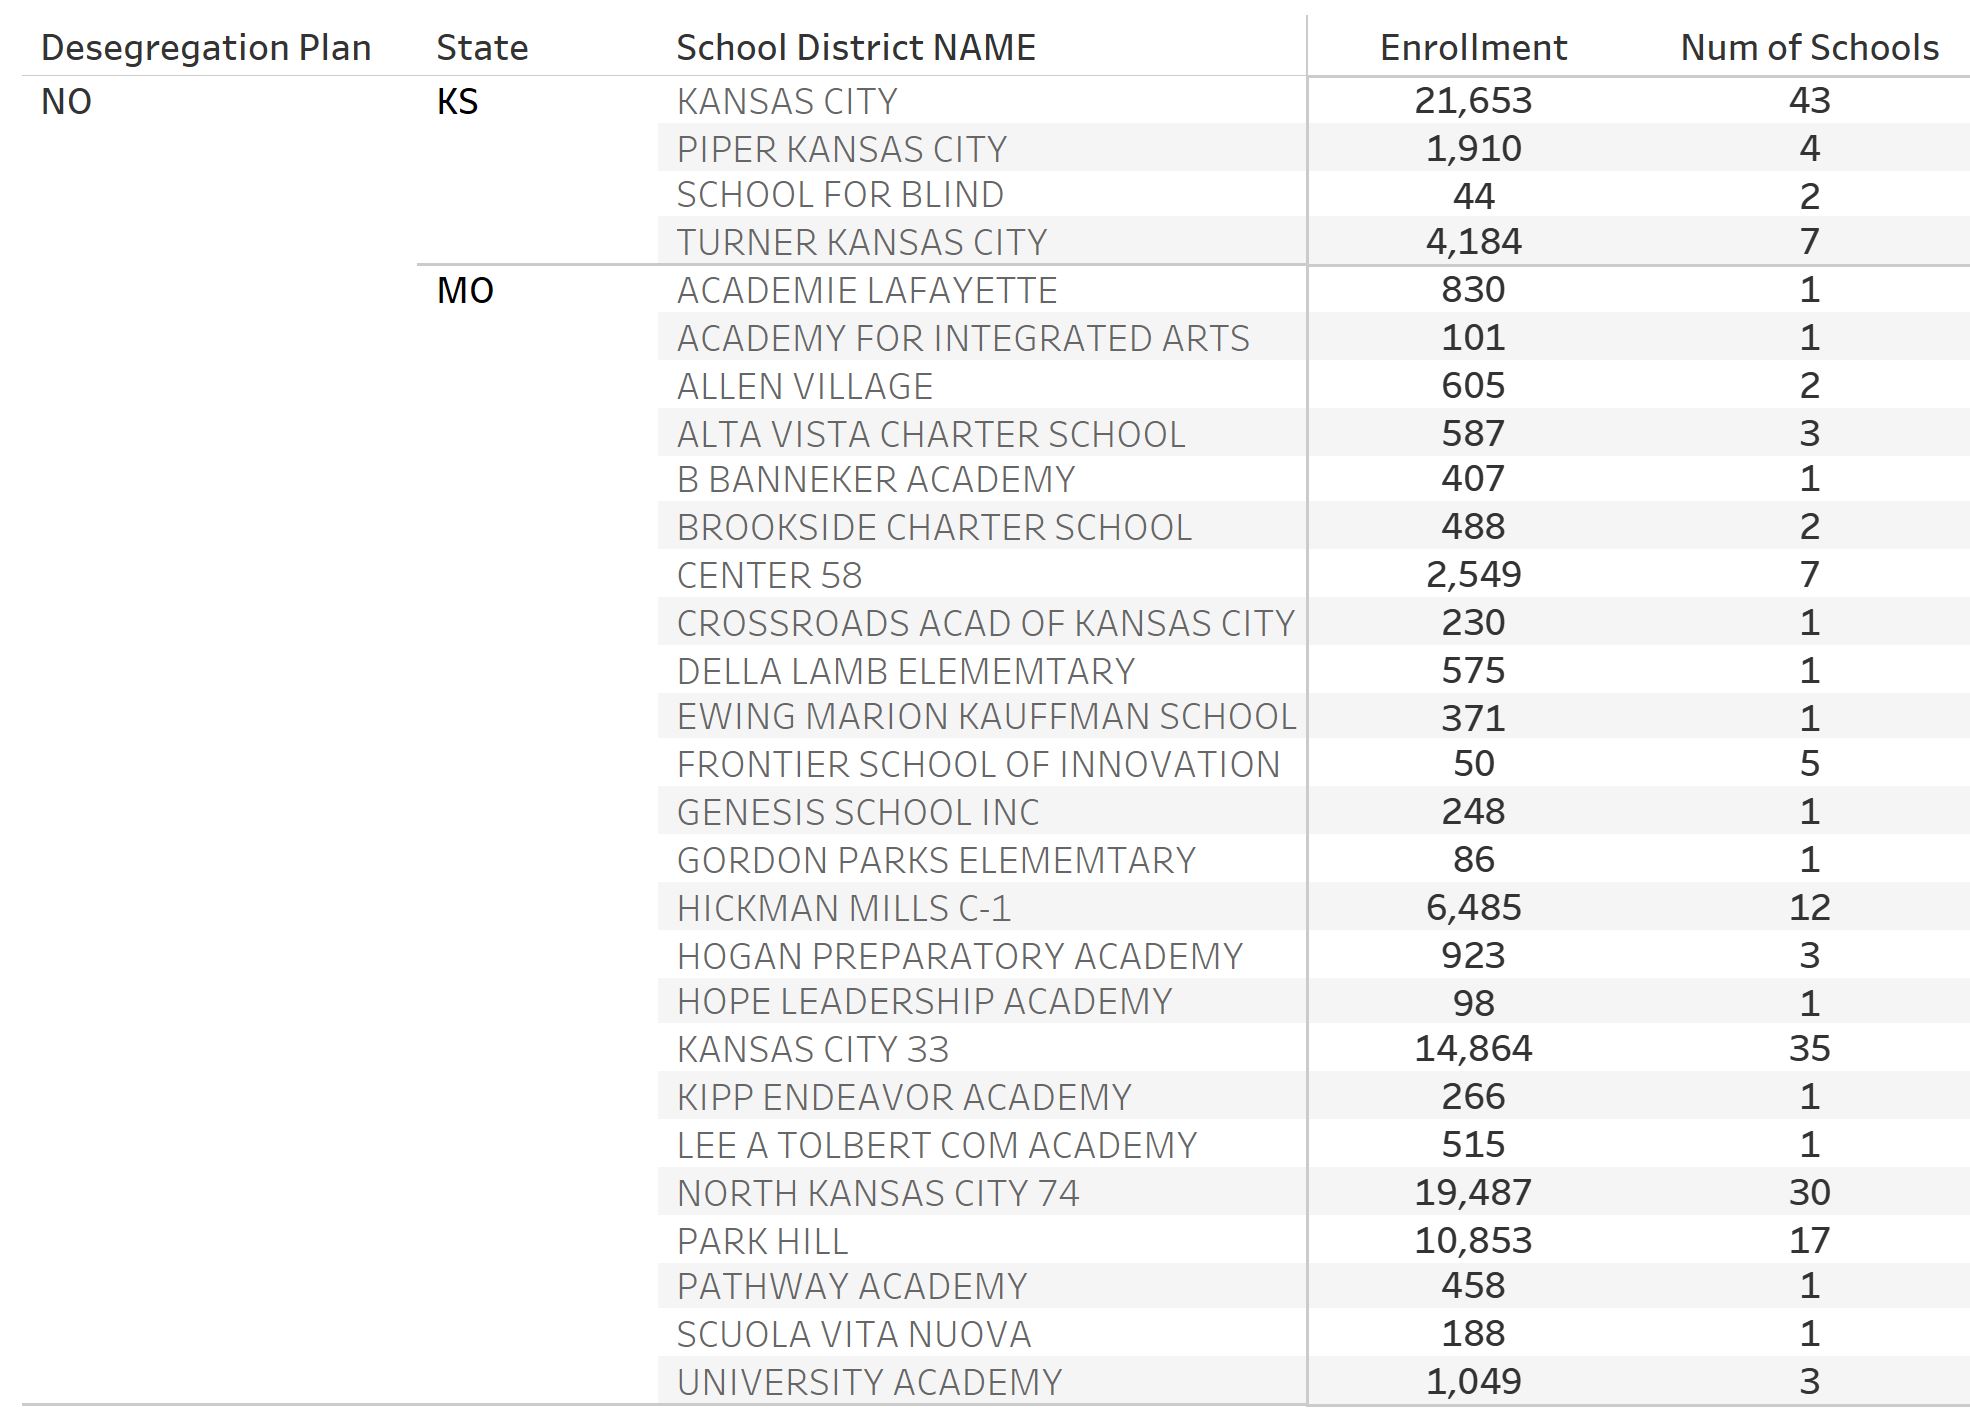 Desegregation Plan State School District NAME Enrollment Num of Schools
NO KS KANSAS CITY 21,653 43
PIPER KANSAS CITY 1,910 4
SCHOOL FOR BLIND 44 2
TURNER KANSAS CITY 4,184 7
MO ACADEMIE LAFAYETTE 830 1
ACADEMY FOR INTEGRATED ARTS 101 1
ALLEN VILLAGE 605 2
ALTA VISTA CHARTER SCHOOL 587 3
B BANNEKER ACADEMY 407 1
BROOKSIDE CHARTER SCHOOL 488 2
CENTER 58 2,549 7
CROSSROADS ACAD OF KANSAS CITY 230 1
DELLA LAMB ELEMEMTARY 575 1
EWING MARION KAUFFMAN SCHOOL 371 1
FRONTIER SCHOOL OF INNOVATION 50 5
GENESIS SCHOOL INC 248 1
GORDON PARKS ELEMEMTARY 86 1
HICKMAN MILLS C-1 6,485 12
HOGAN PREPARATORY ACADEMY 923 3
HOPE LEADERSHIP ACADEMY 98 1
KANSAS CITY 33 14,864 35
KIPP ENDEAVOR ACADEMY 266 1
LEE A TOLBERT COM ACADEMY 515 1
NORTH KANSAS CITY 74 19,487 30
PARK HILL 10,853 17
PATHWAY ACADEMY 458 1
SCUOLA VITA NUOVA 188 1
UNIVERSITY ACADEMY 1,049 3